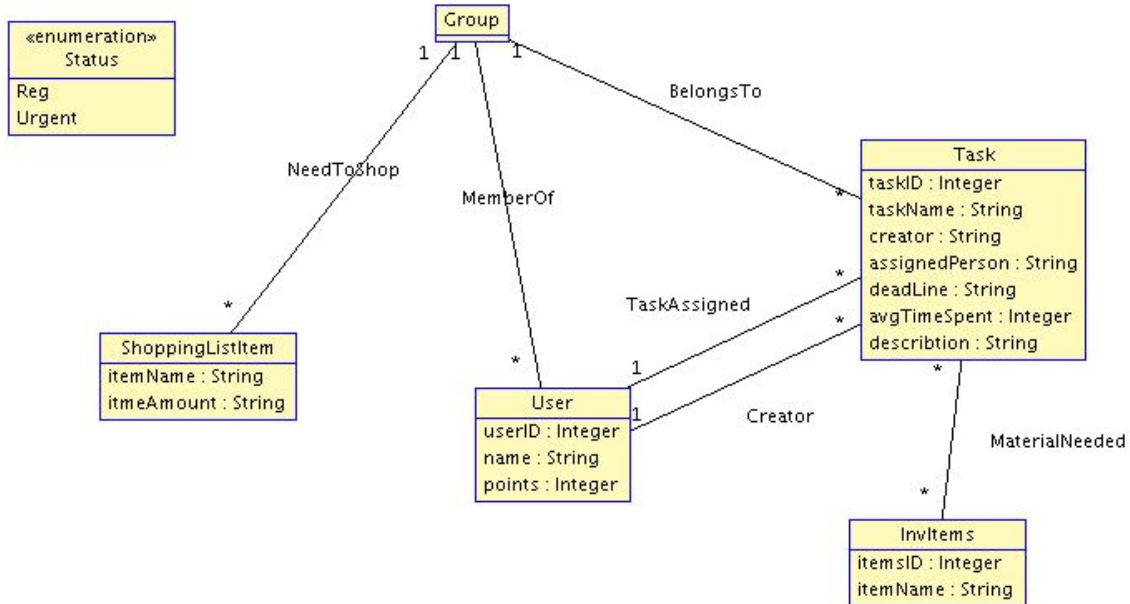 Group
«enumeration»
Status
Reg
Urgent
1
1
1
BelongsTo
NeedToShop
MemberOf
Task
taskID : Integer
taskName : String
creator : String
assignedPerson : String
deadLine : String
avgTimeSpent : Integer
describtion : String
*
*
*
TaskAssigned
*
ShoppingListItem
itemName : String
itmeAmount : String
*
1
1
User
userID : Integer
name : String
points : Integer
Creator
*
MaterialNeeded
*
InvItems
itemsID : Integer
itemName : String